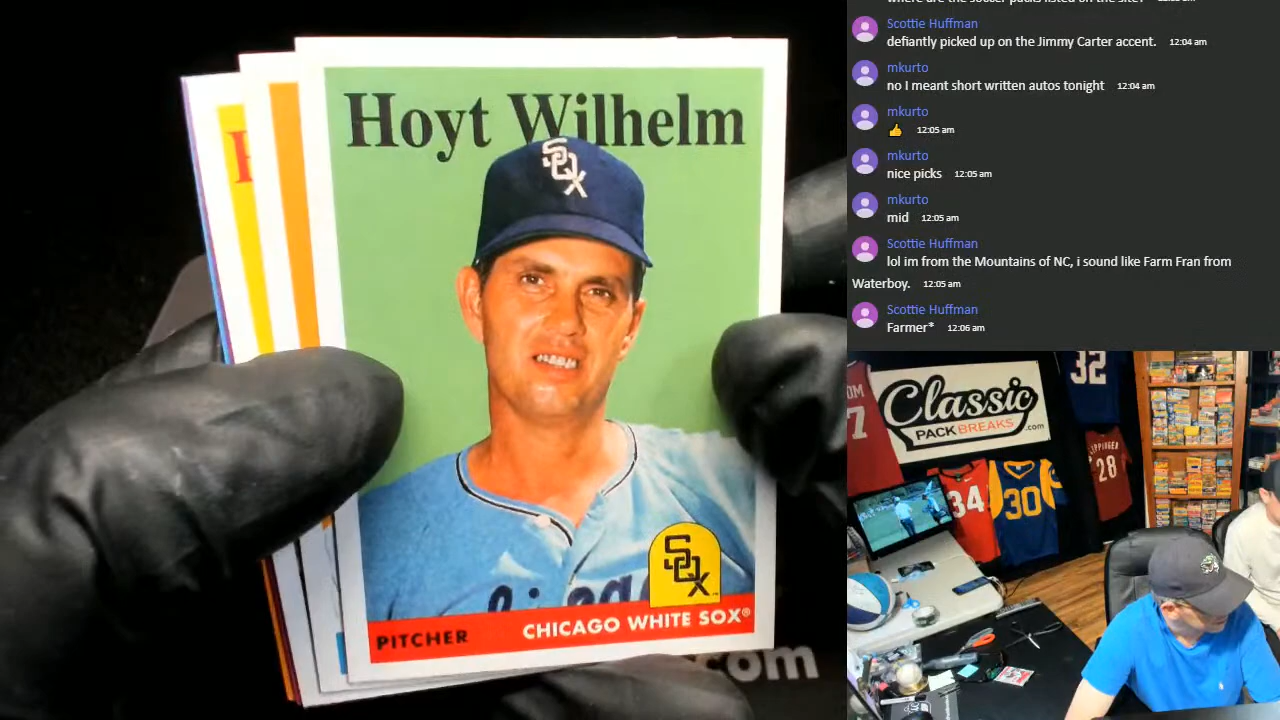 Hoyt Wilhelm
SOX
SOX
PITCHER
CHICAGO WHITE SOX®
.com
Scottie Huffman
defiantly picked up on the Jimmy Carter accent. 12:04 am
mkurto
no I meant short written autos tonight 12:04 am
mkurto
👍 12:05 am
mkurto
nice picks 12:05 am
mkurto
mid 12:05 am
Scottie Huffman
lol im from the Mountains of NC, i sound like Farm Fran from
Waterboy. 12:05 am
Scottie Huffman
Farmer* 12:06 am
Classic
PACKBREAKS.com
32
7
34
30
28